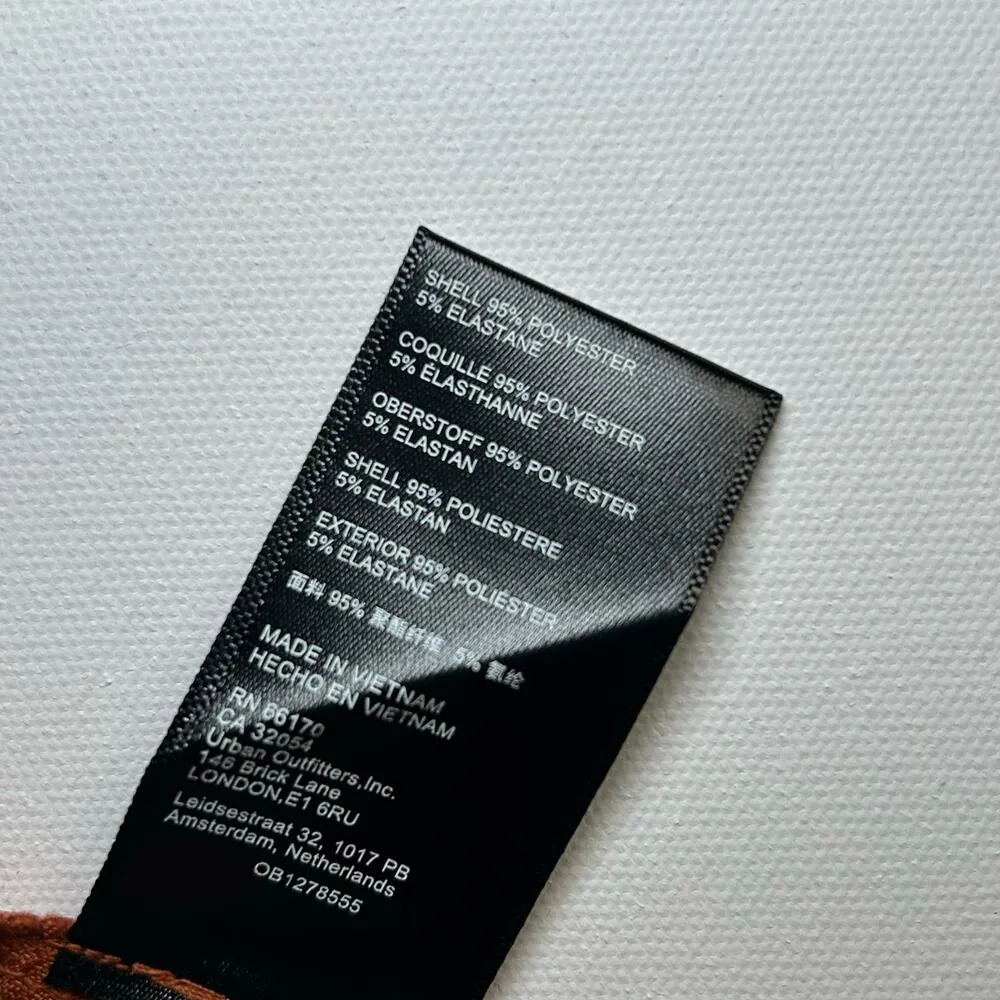 SHELL 95% POLYESTER
5% ELASTANE
COQUILLE 95% POLYESTER
5% ÉLASTHANNE
OBERSTOFF 95% POLYESTER
5% ELASTAN
SHELL 95% POLIESTERE
5% ELASTAN
EXTERIOR 95% POLIÉSTER
5% ELASTANE
面料 95% 聚酯纤维 5% 氨纶
MADE IN VIETNAM
HECHO EN VIETNAM
RN 66170
CA 32054
Urban Outfitters,Inc.
146 Brick Lane
LONDON,E1 6RU
Leidsestraat 32, 1017 PB
Amsterdam, Netherlands
OB1278555